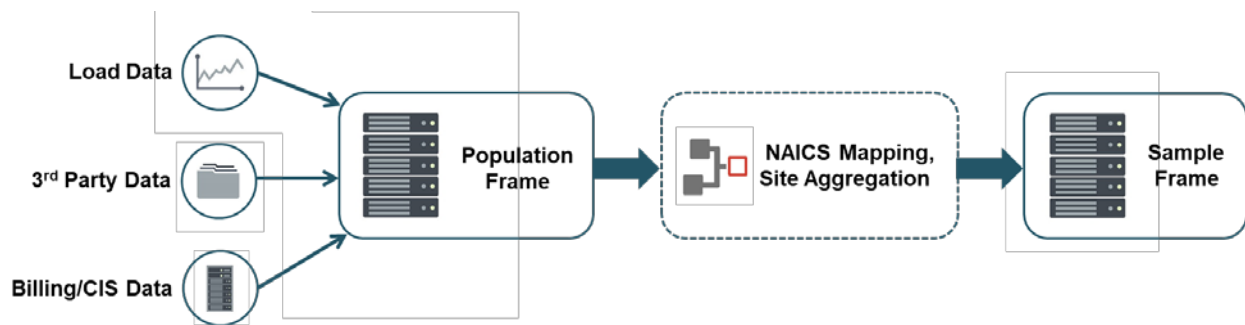 Load Data
3rd Party Data
Billing/CIS Data
Population
Frame
NAICS Mapping,
Site Aggregation
Sample
Frame